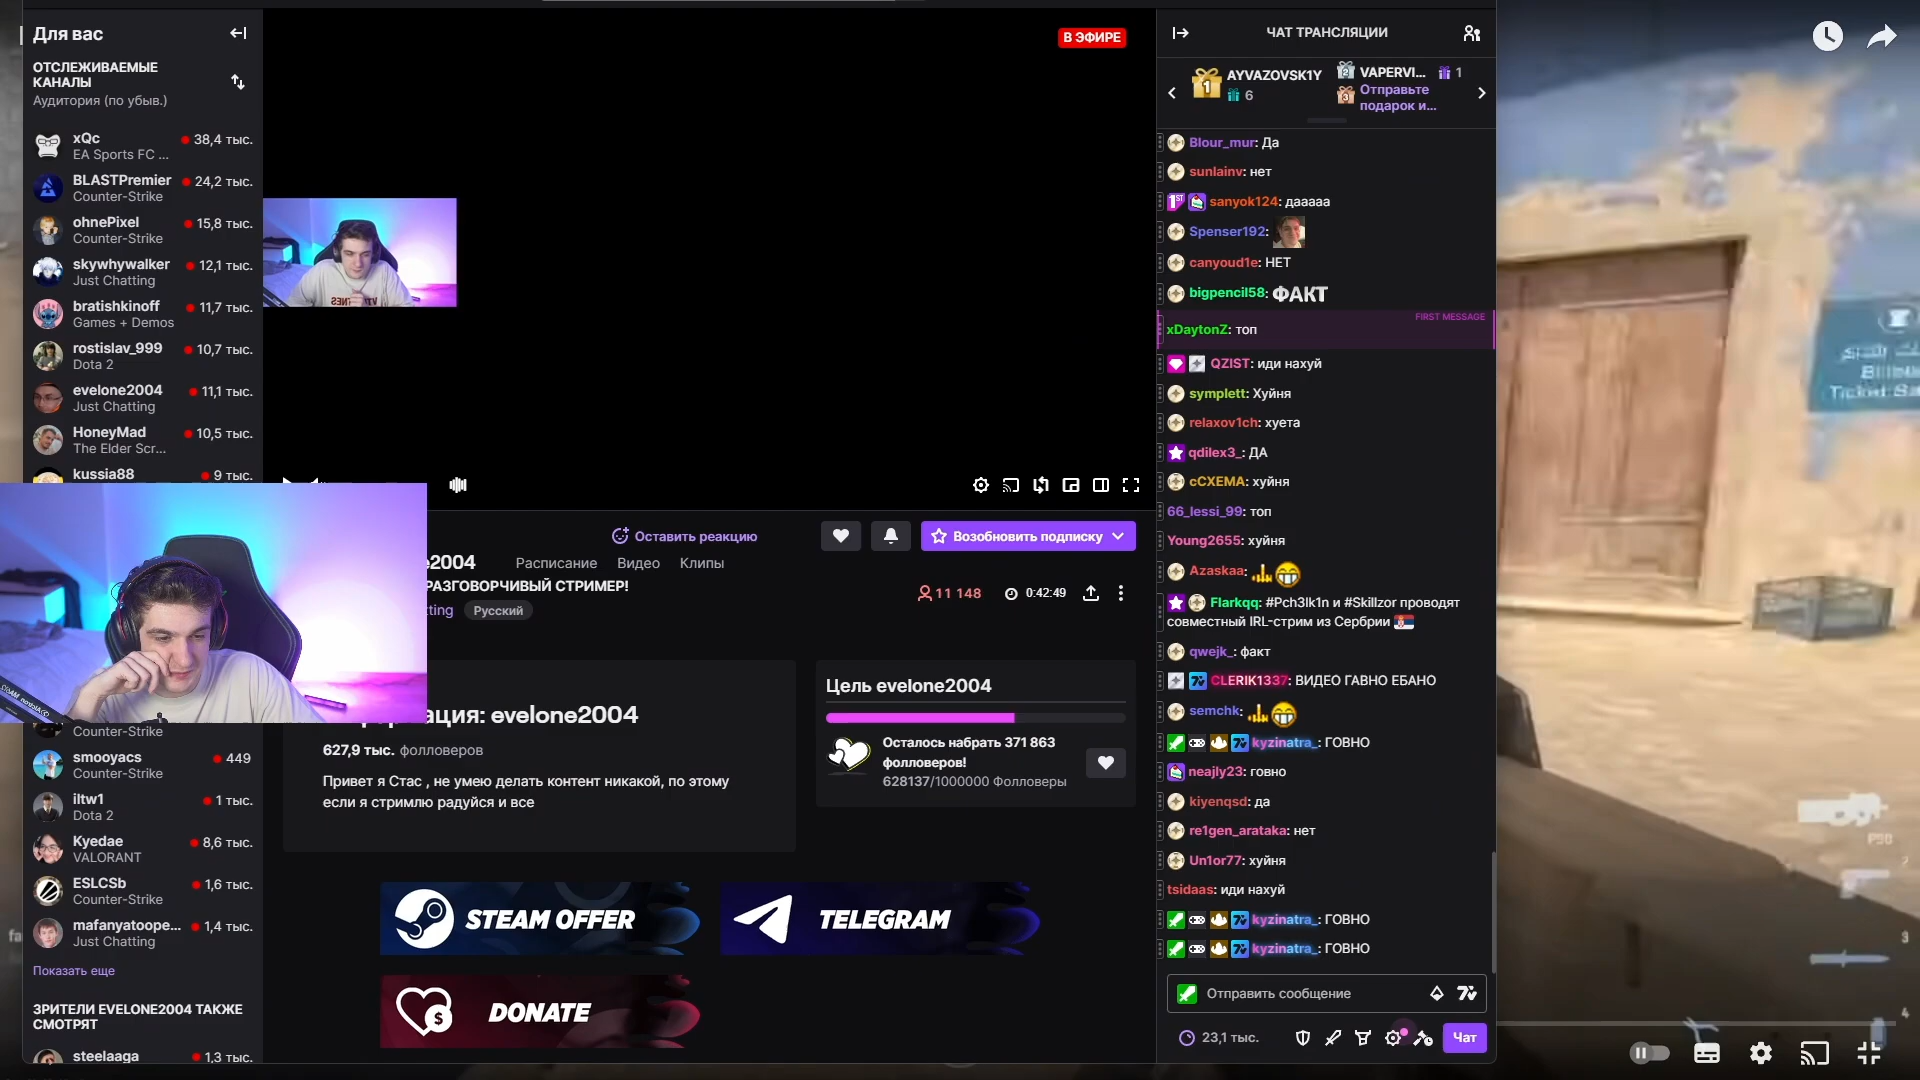 Для вас
ОТСЛЕЖИВАЕМЫЕ
КАНАЛЫ
Аудитория (по убыв.)
xQc 38,4 тыс.
EA Sports FC ...
BLASTPremier 24,2 тыс.
Counter-Strike
ohnePixel 15,8 тыс.
Counter-Strike
skywhywalker 12,1 тыс.
Just Chatting
bratishkinoff 11,7 тыс.
Games + Demos
rostislav_999 10,7 тыс.
Dota 2
evelone2004 11,1 тыс.
Just Chatting
HoneyMad 10,5 тыс.
The Elder Scr...
kussia88 9 тыс.
Counter-Strike
smooyacs 449
Counter-Strike
iltw1 1 тыс.
Dota 2
Kyedae 8,6 тыс.
VALORANT
ESLCSb 1,6 тыс.
Counter-Strike
mafanyatoope... 1,4 тыс.
Just Chatting
Показать еще
ЗРИТЕЛИ EVELONE2004 ТАКЖЕ
СМОТРЯТ
steelaaga 1,3 тыс.
В ЭФИРЕ
Оставить реакцию
Возобновить подписку
e2004 Расписание Видео Клипы
РАЗГОВОРЧИВЫЙ СТРИМЕР!
tting Русский
11 148 0:42:49
ация: evelone2004
627,9 тыс. фолловеров
Привет я Стас , не умею делать контент никакой, по этому
если я стримлю радуйся и все
Цель evelone2004
Осталось набрать 371 863
фолловеров!
628137/1000000 Фолловеры
STEAM OFFER
TELEGRAM
DONATE
ЧАТ ТРАНСЛЯЦИИ
1 AYVAZOVSK1Y
6
2 VAPERVI... 1
3 Отправьте
подарок и...
Blour_mur: Да
sunlainv: нет
1ST sanyok124: дааааа
Spenser192:
canyoud1e: НЕТ
bigpencil58: ФАКТ
FIRST MESSAGE
xDaytonZ: топ
QZIST: иди нахуй
symplett: Хуйня
relaxov1ch: хуета
qdilex3_: ДА
cCXEMA: хуйня
66_lessi_99: топ
Young2655: хуйня
Azaskaa:
Flarkqq: #Pch3lk1n и #Skillzor проводят
совместный IRL-стрим из Сербрии
qwejk_: факт
CLERIK1337: ВИДЕО ГАВНО ЕБАНО
semchk:
kyzinatra_: ГОВНО
neajly23: говно
kiyenqsd: да
re1gen_arataka: нет
Un1or77: хуйня
tsidaas: иди нахуй
kyzinatra_: ГОВНО
kyzinatra_: ГОВНО
Отправить сообщение
23,1 тыс.
Чат
P90
3
4